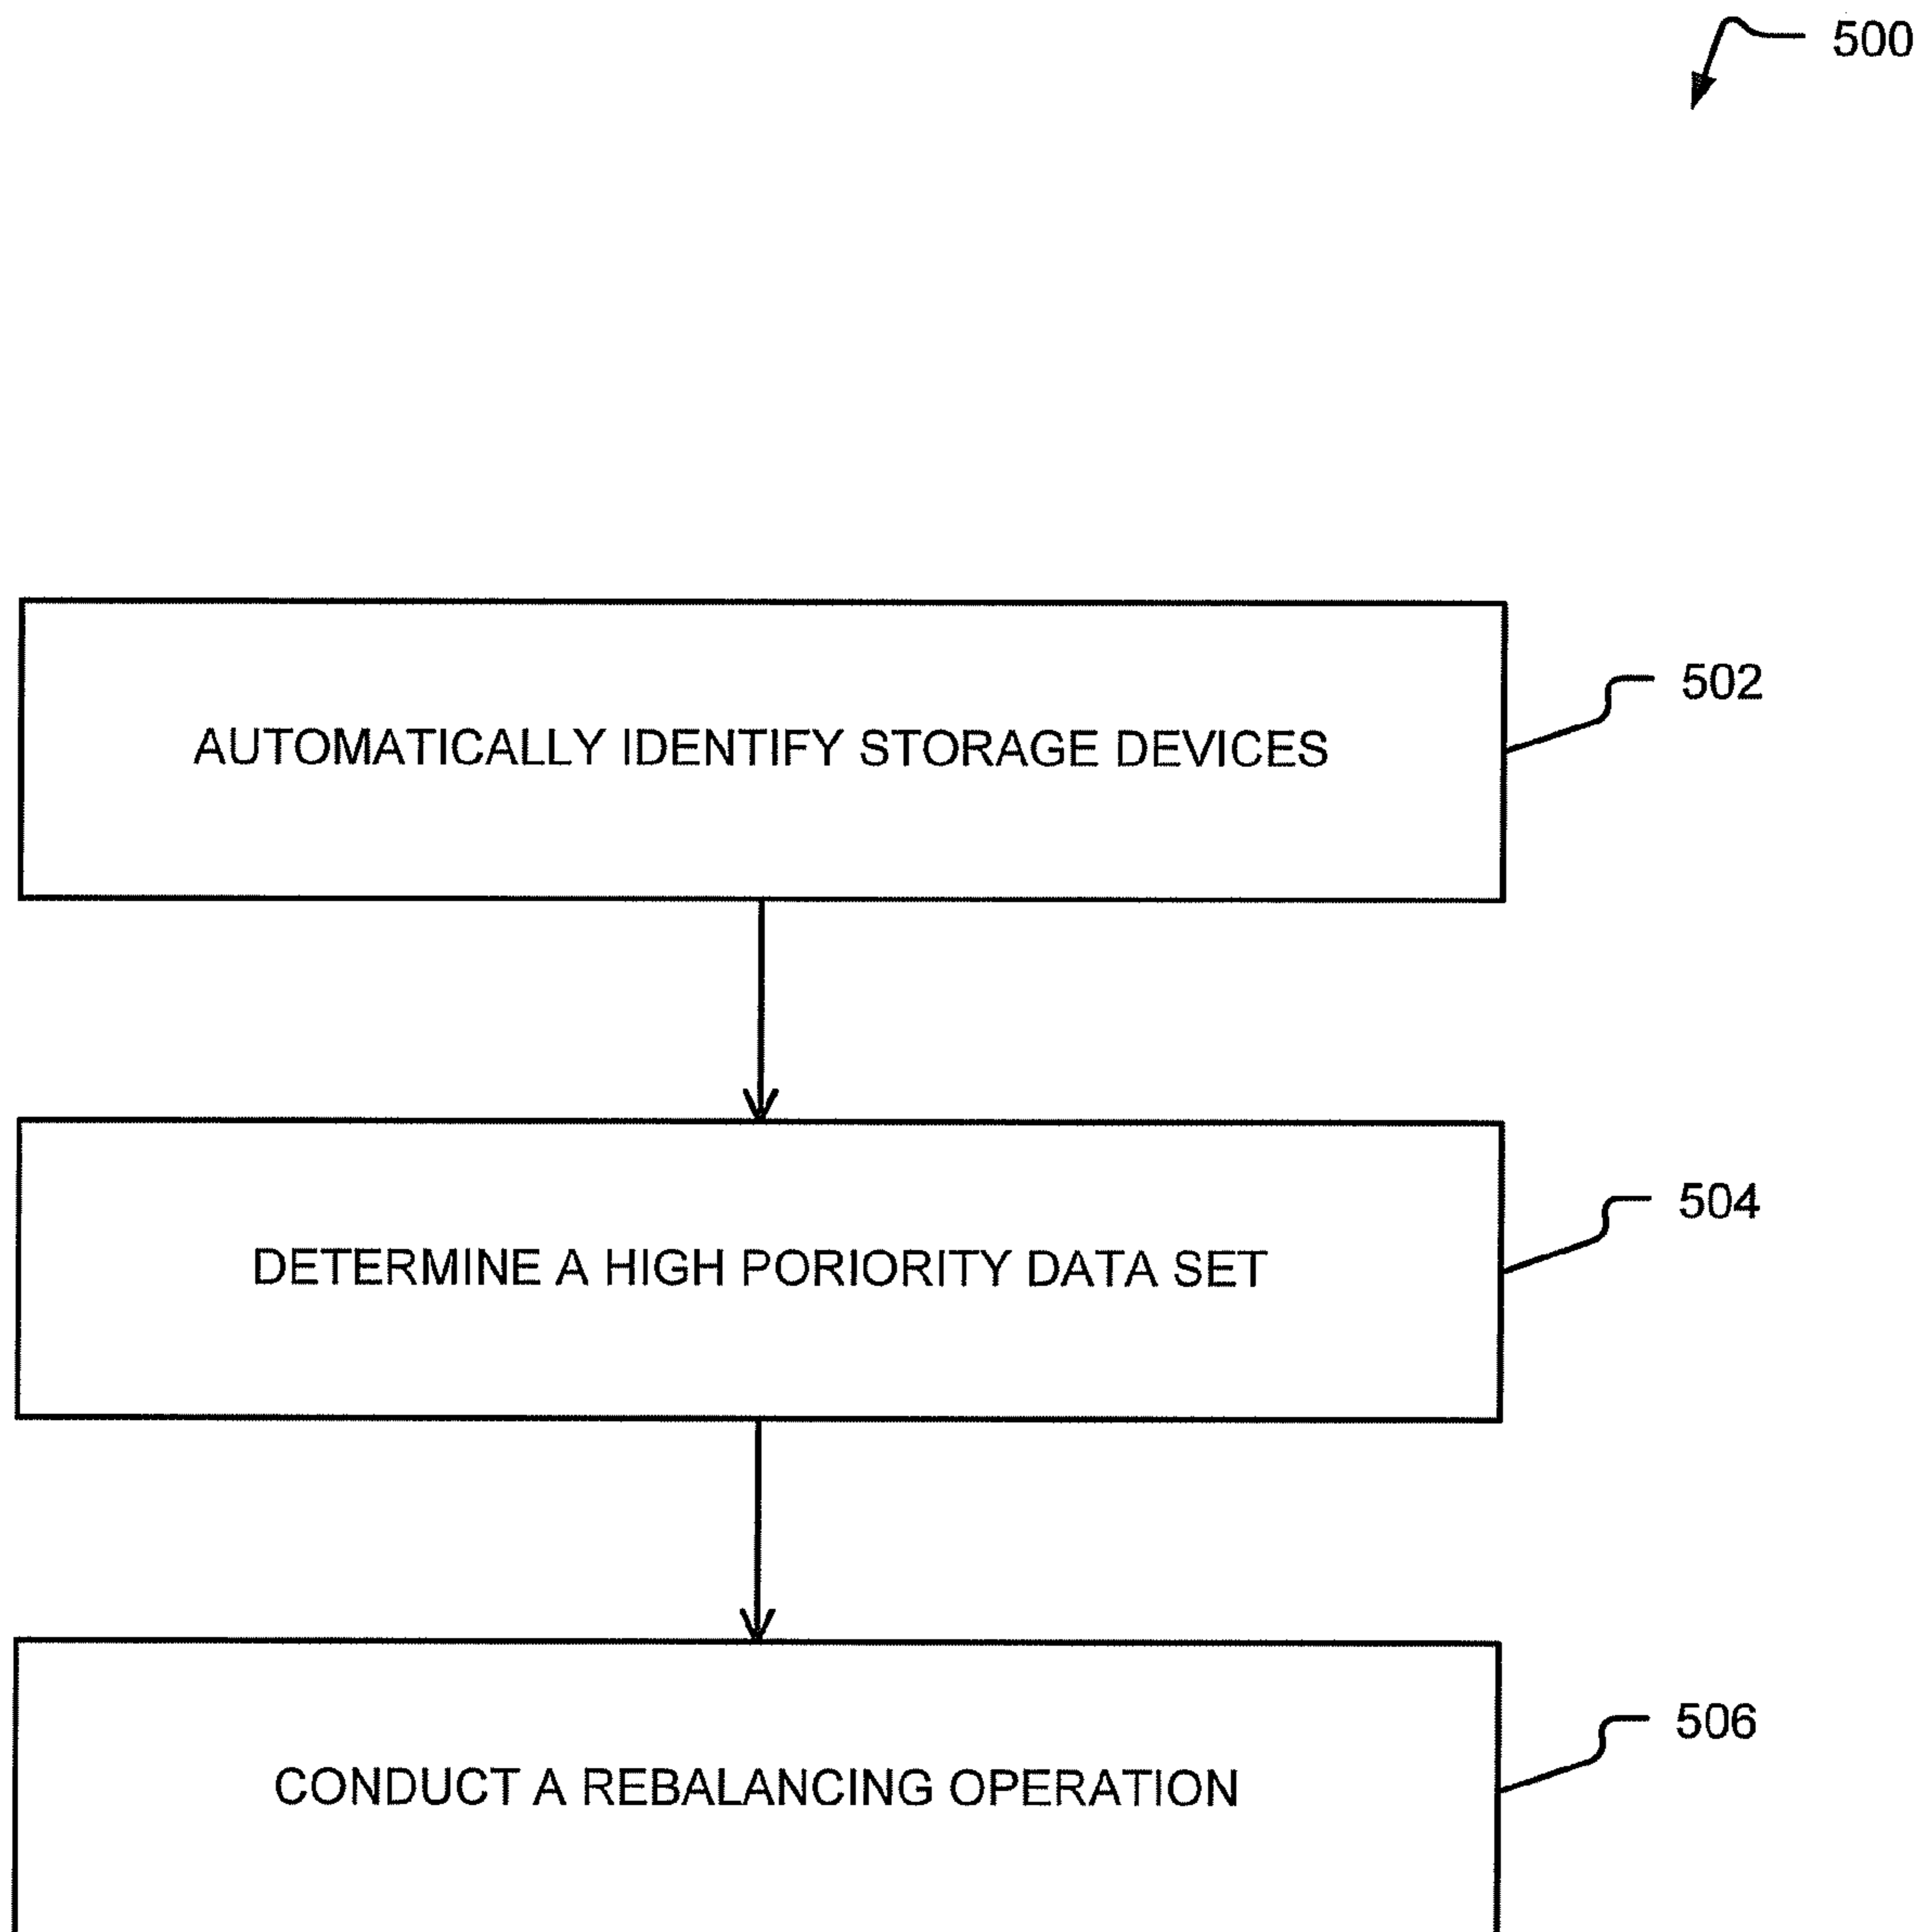 500
AUTOMATICALLY IDENTIFY STORAGE DEVICES
502
DETERMINE A HIGH PORIORITY DATA SET
504
CONDUCT A REBALANCING OPERATION
506